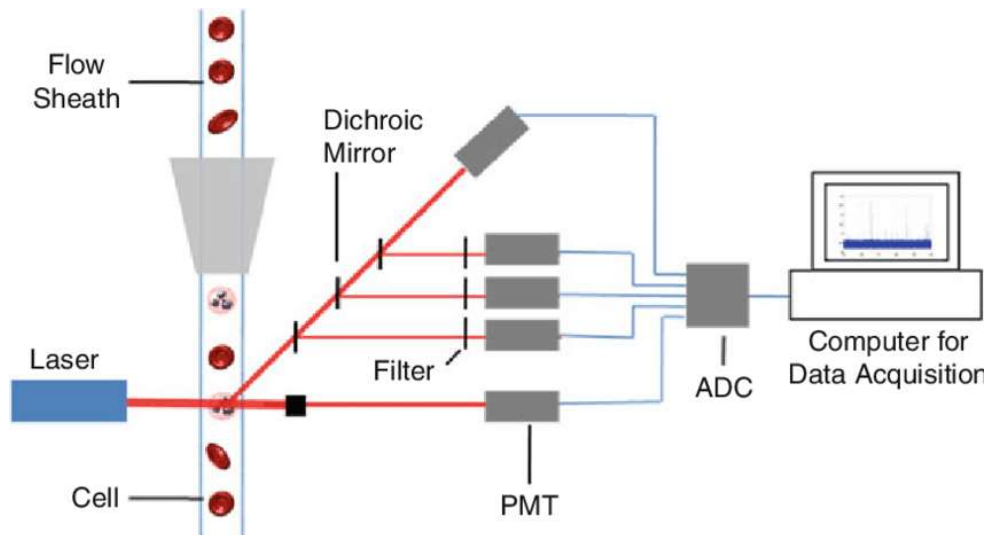 Flow
Sheath
Dichroic
Mirror
Laser
Filter
ADC
Computer for
Data Acquisition
Cell
PMT